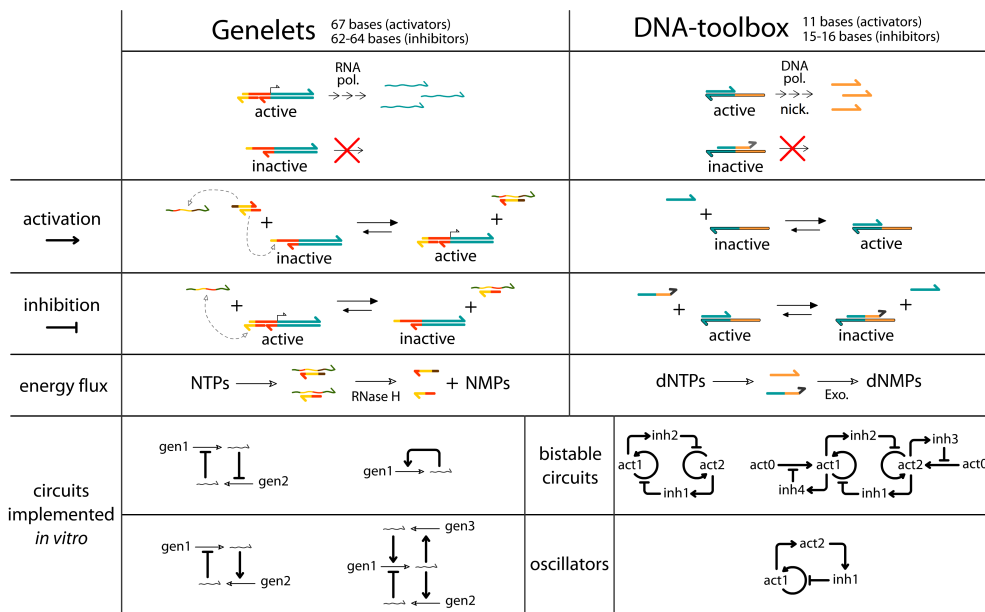 Genelets
67 bases (activators)
62-64 bases (inhibitors)
DNA-toolbox
11 bases (activators)
15-16 bases (inhibitors)
RNA
pol.
active
inactive
DNA
pol.
nick.
active
inactive
activation
+
inactive
active
+
+
inactive
active
inhibition
+
active
inactive
+
+
active
inactive
+
energy flux
NTPs
RNase H
+ NMPs
dNTPs
Exo.
dNMPs
circuits
implemented
in vitro
gen1
gen2
gen1
bistable
circuits
inh2
act1
act2
inh1
inh2
inh3
act0
act1
act2
act0
inh4
inh1
gen1
gen2
gen3
gen1
gen2
oscillators
act2
act1
inh1